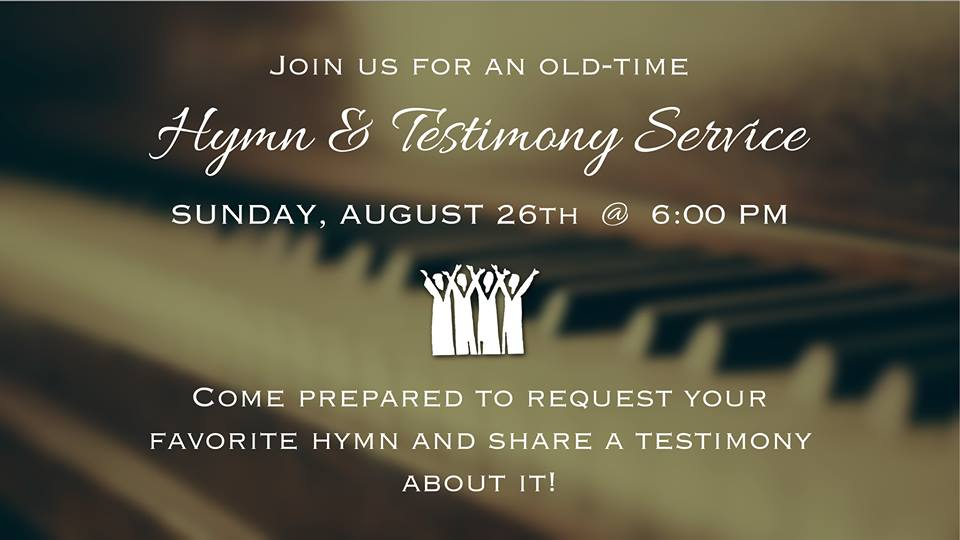 Join us for an old-time
Hymn & Testimony Service
Sunday, August 26th @ 6:00 PM
Come prepared to request your
favorite hymn and share a testimony
about it!